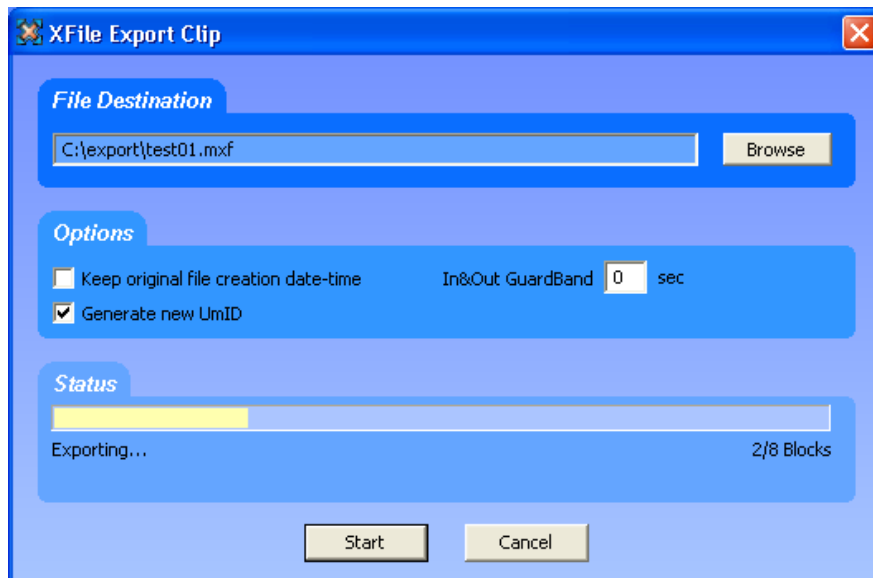 XFile Export Clip
File Destination
C:\export\test01.mxf
Browse
Options
Keep original file creation date-time
In&Out GuardBand 0 sec
Generate new UmID
Status
Exporting...
2/8 Blocks
Start
Cancel